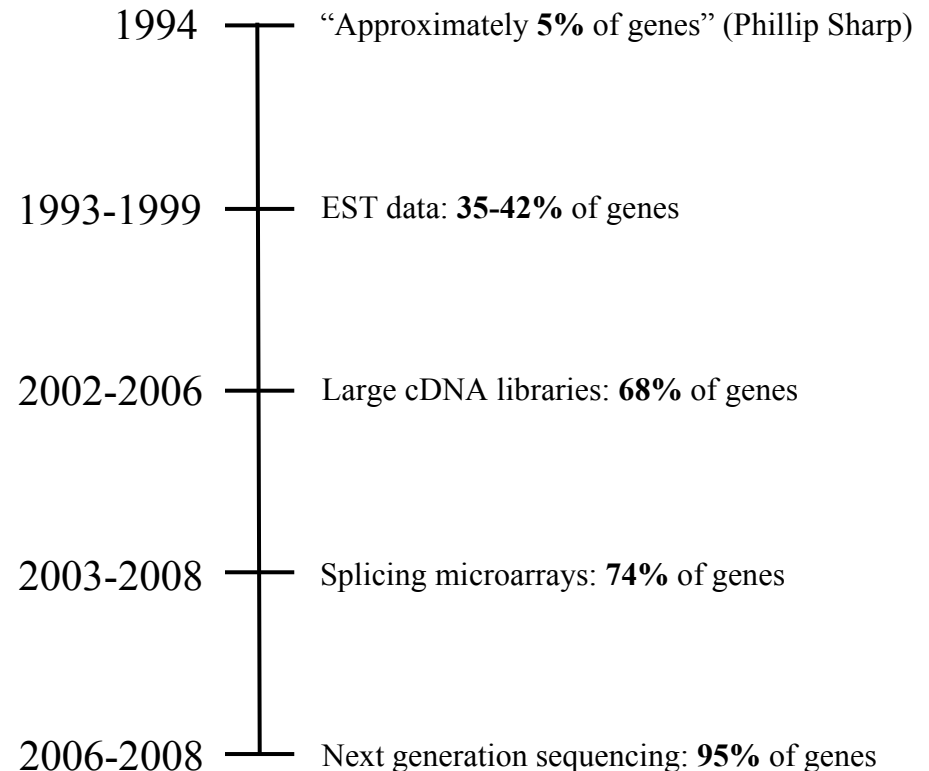 1994 “Approximately 5% of genes” (Phillip Sharp)
1993-1999 EST data: 35-42% of genes
2002-2006 Large cDNA libraries: 68% of genes
2003-2008 Splicing microarrays: 74% of genes
2006-2008 Next generation sequencing: 95% of genes